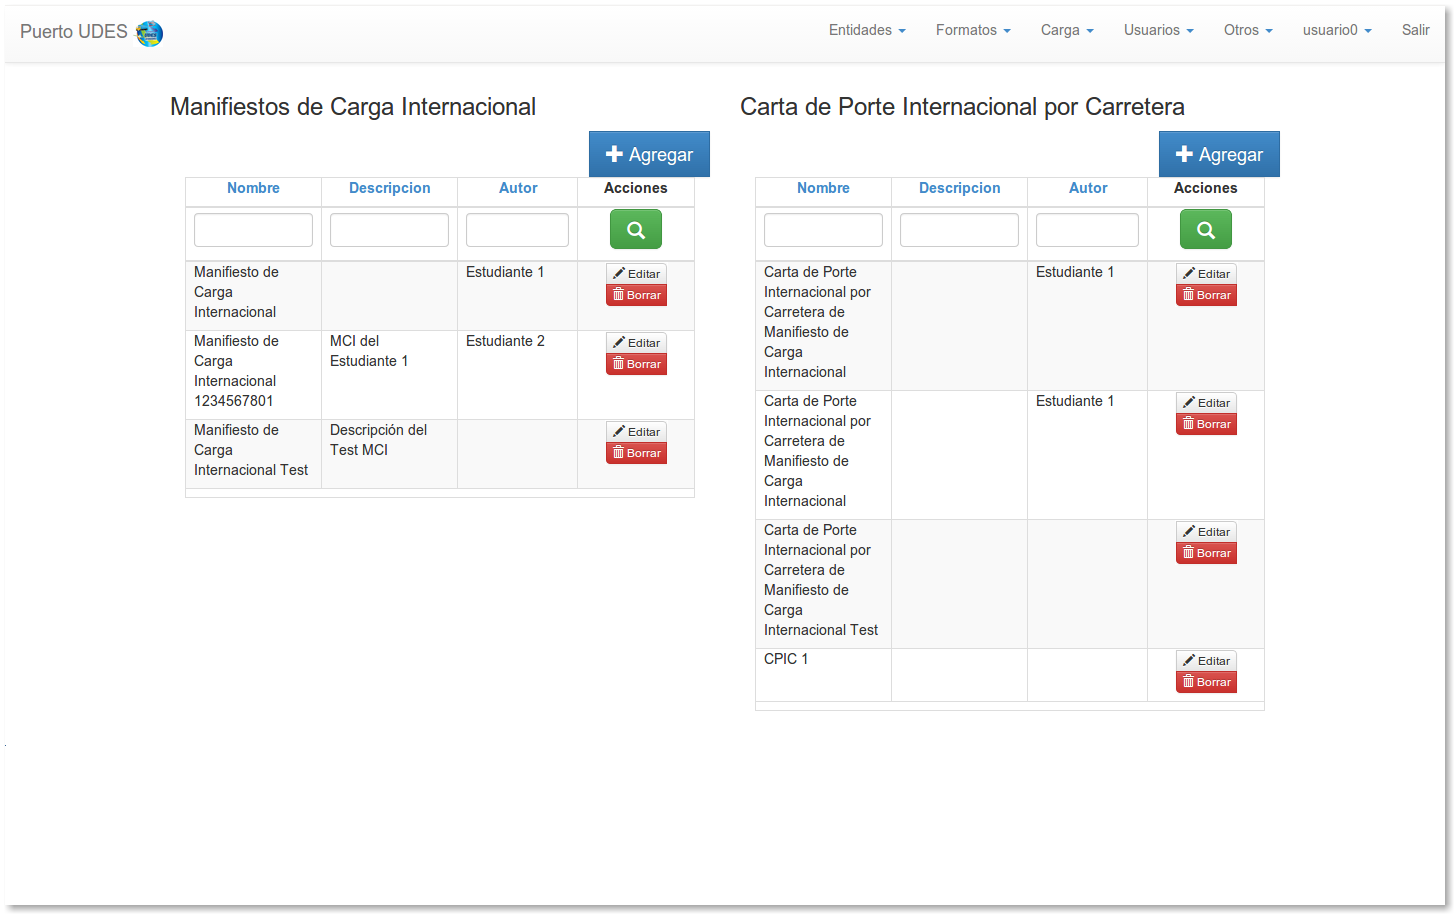 Puerto UDES
Entidades
Formatos
Carga
Usuarios
Otros
usuario0
Salir
Manifiestos de Carga Internacional
Agregar
Nombre Descripcion Autor Acciones
Manifiesto de
Carga
Internacional
Estudiante 1
Editar
Borrar
Manifiesto de
Carga
Internacional
1234567801
MCI del
Estudiante 1
Estudiante 2
Editar
Borrar
Manifiesto de
Carga
Internacional Test
Descripción del
Test MCI
Editar
Borrar
Carta de Porte Internacional por Carretera
Agregar
Nombre Descripcion Autor Acciones
Carta de Porte
Internacional por
Carretera de
Manifiesto de
Carga
Internacional
Estudiante 1
Editar
Borrar
Carta de Porte
Internacional por
Carretera de
Manifiesto de
Carga
Internacional
Estudiante 1
Editar
Borrar
Carta de Porte
Internacional por
Carretera de
Manifiesto de
Carga
Internacional Test
Editar
Borrar
CPIC 1
Editar
Borrar